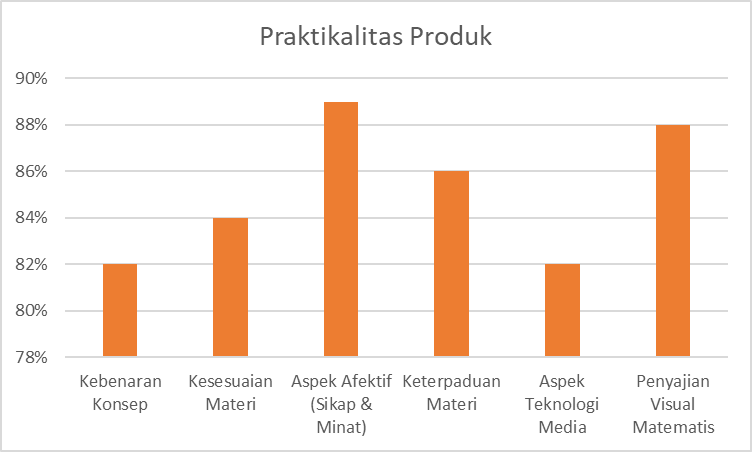 Praktikalitas Produk
90%
88%
86%
84%
82%
80%
78%
Kebenaran
Konsep
Kesesuaian
Materi
Aspek Afektif
(Sikap &
Minat)
Keterpaduan
Materi
Aspek
Teknologi
Media
Penyajian
Visual
Matematis